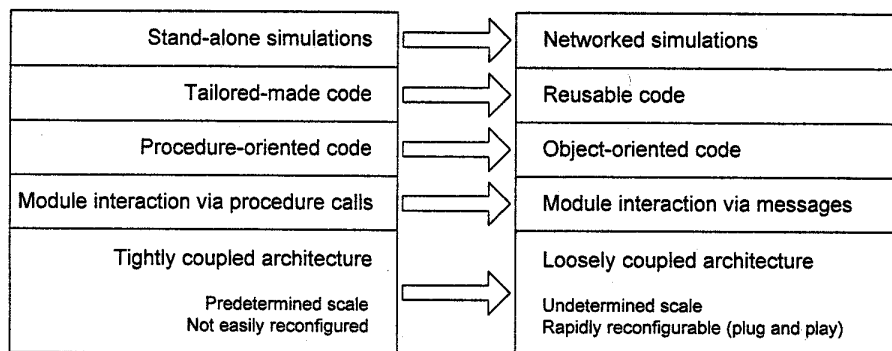 Stand-alone simulations
Networked simulations
Tailored-made code
Reusable code
Procedure-oriented code
Object-oriented code
Module interaction via procedure calls
Module interaction via messages
Tightly coupled architecture
Predetermined scale
Not easily reconfigured
Loosely coupled architecture
Undetermined scale
Rapidly reconfigurable (plug and play)